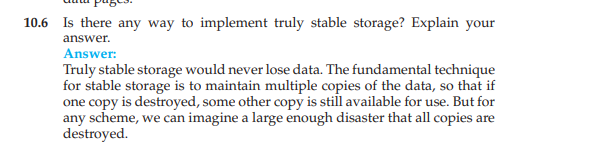 data pages.
10.6 Is there any way to implement truly stable storage? Explain your
answer.
Answer:
Truly stable storage would never lose data. The fundamental technique
for stable storage is to maintain multiple copies of the data, so that if
one copy is destroyed, some other copy is still available for use. But for
any scheme, we can imagine a large enough disaster that all copies are
destroyed.